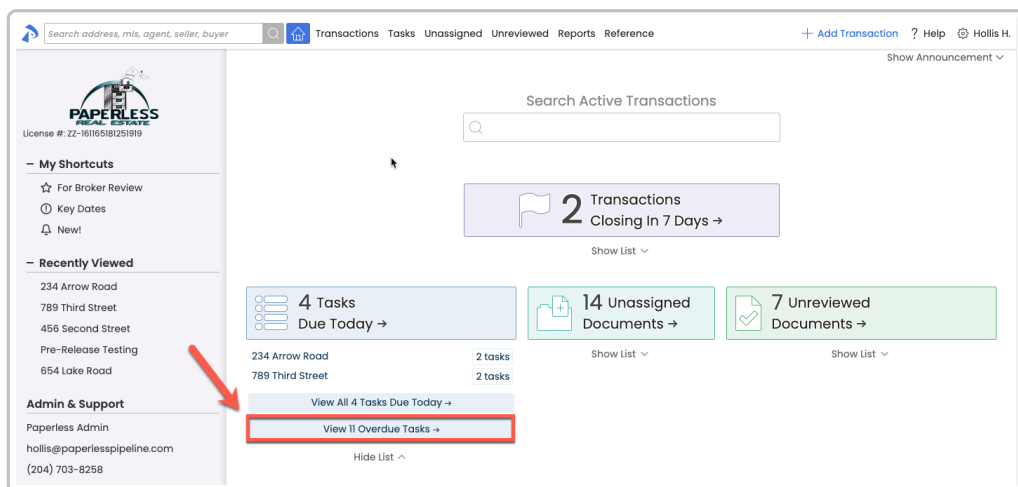 Search address, mls, agent, seller, buyer
Transactions Tasks Unassigned Unreviewed Reports Reference
+ Add Transaction ? Help Hollis H.
Show Announcement
PAPERLESS
REAL ESTATE
License #: ZZ-161165181251919
– My Shortcuts
For Broker Review
Key Dates
New!
– Recently Viewed
234 Arrow Road
789 Third Street
456 Second Street
Pre-Release Testing
654 Lake Road
Admin & Support
Paperless Admin
hollis@paperlesspipeline.com
(204) 703-8258
Search Active Transactions
2 Transactions
Closing In 7 Days →
Show List
4 Tasks
Due Today →
234 Arrow Road 2 tasks
789 Third Street 2 tasks
View All 4 Tasks Due Today →
View 11 Overdue Tasks →
Hide List
14 Unassigned
Documents →
Show List
7 Unreviewed
Documents →
Show List